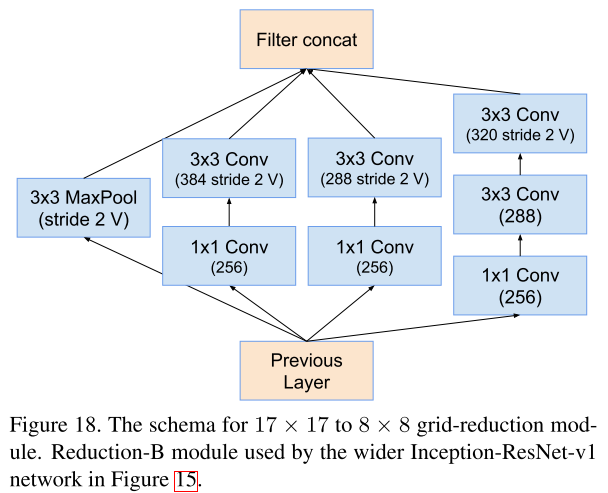 Filter concat
3x3 Conv
(320 stride 2 V)
3x3 Conv
(384 stride 2 V)
3x3 Conv
(288 stride 2 V)
3x3 MaxPool
(stride 2 V)
3x3 Conv
(288)
1x1 Conv
(256)
1x1 Conv
(256)
1x1 Conv
(256)
Previous
Layer
Figure 18. The schema for 17 × 17 to 8 × 8 grid-reduction mod-
ule. Reduction-B module used by the wider Inception-ResNet-v1
network in Figure 15.